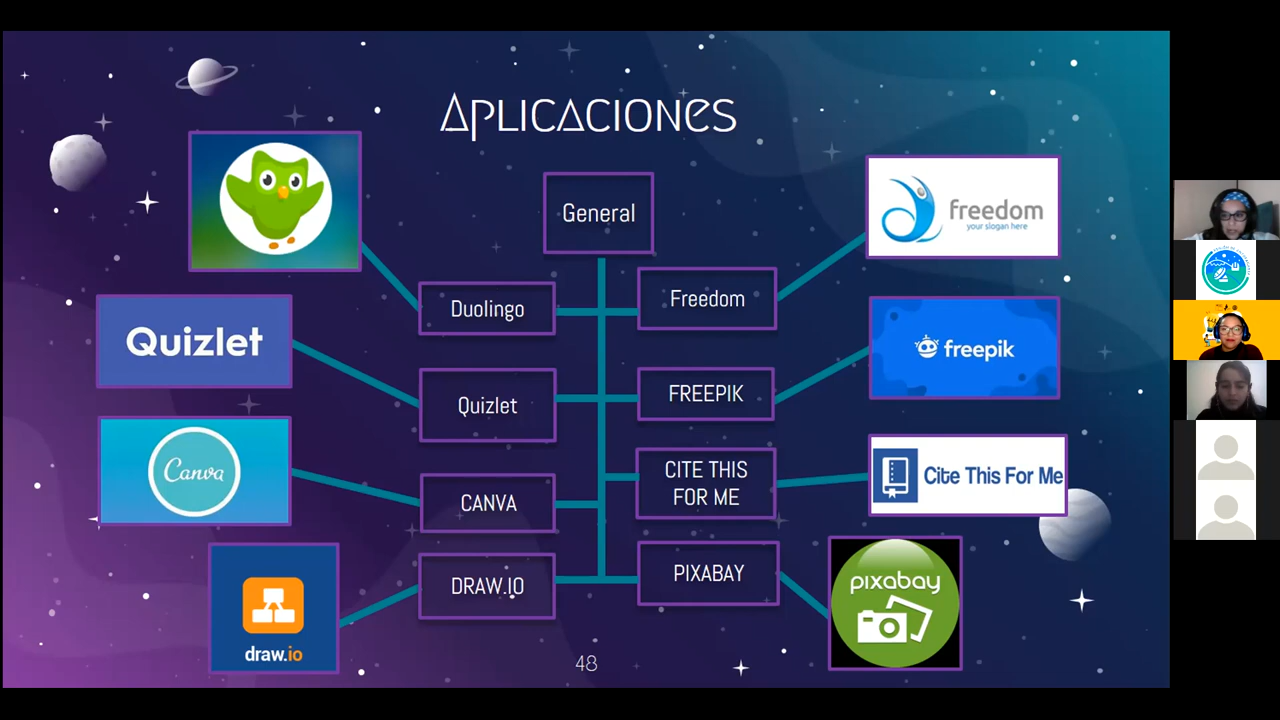 Aplicaciones
General
freedom
your slogan here
Duolingo
Freedom
Quizlet
freepik
Quizlet
FREEPIK
Canva
CANVA
CITE THIS
FOR ME
Cite This For Me
draw.io
DRAW.IO
PIXABAY
pixabay
48